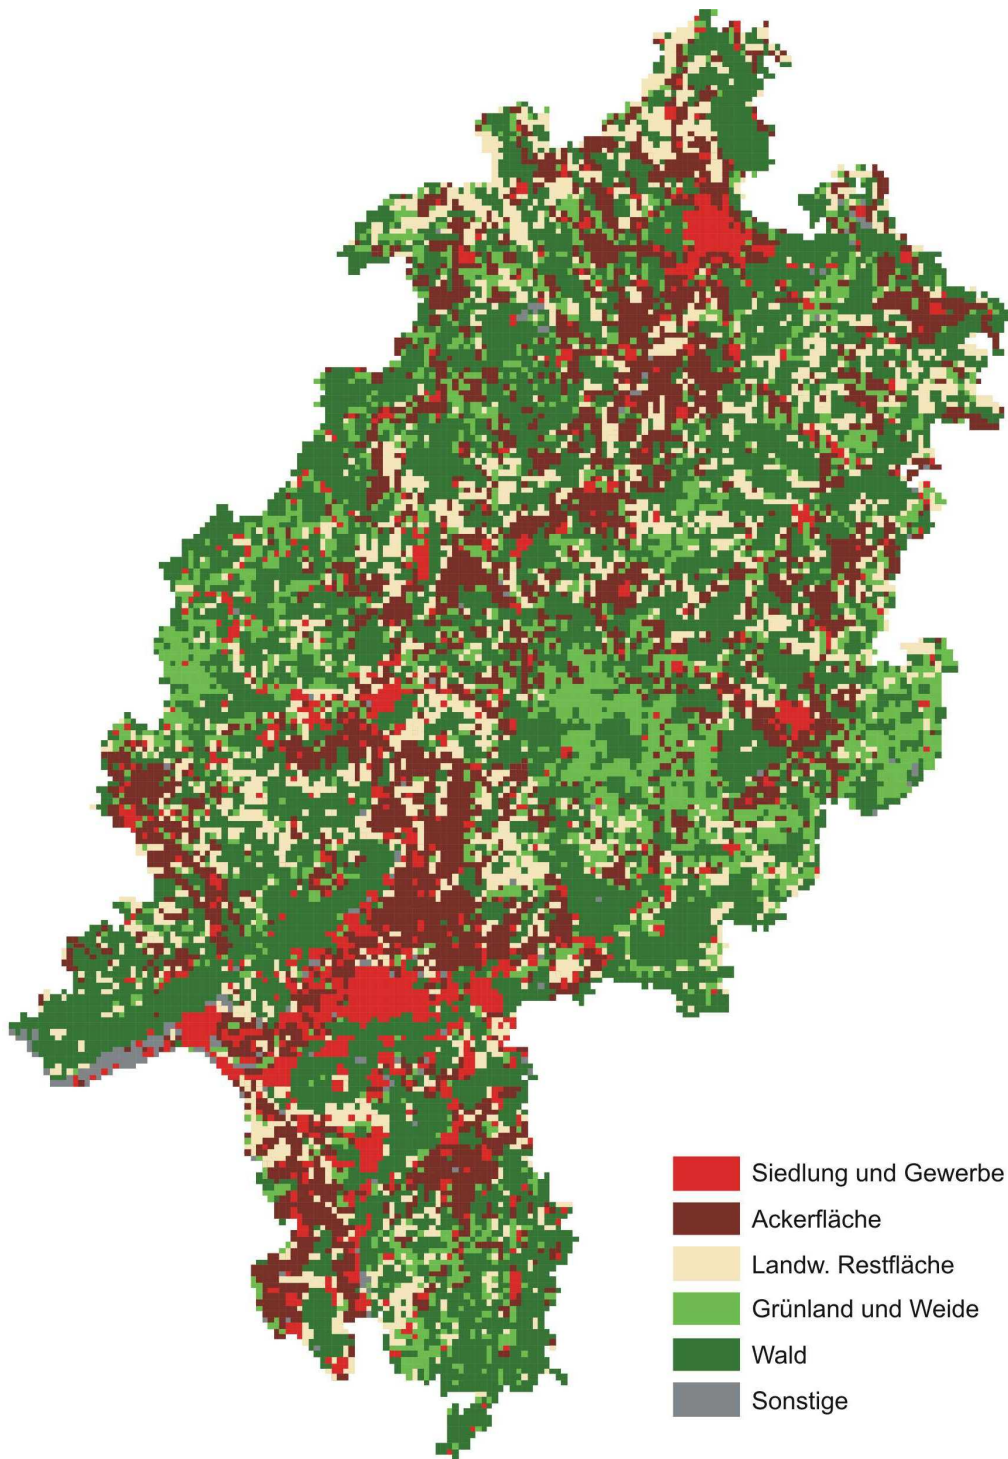 Siedlung und Gewerbe
Ackerfläche
Landw. Restfläche
Grünland und Weide
Wald
Sonstige